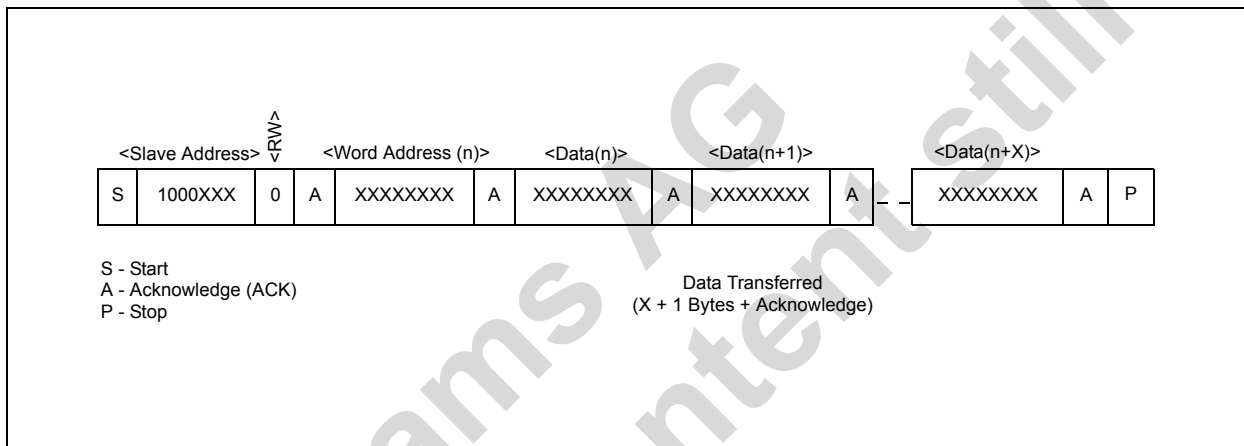 <RW>
<Slave Address> <Word Address (n)> <Data(n)> <Data(n+1)> <Data(n+X)>
S 1000XXX 0 A XXXXXXXX A XXXXXXXX A XXXXXXXX A XXXXXXXX A P
S - Start
A - Acknowledge (ACK)
P - Stop
Data Transferred
(X + 1 Bytes + Acknowledge)
ams AG
ntent still